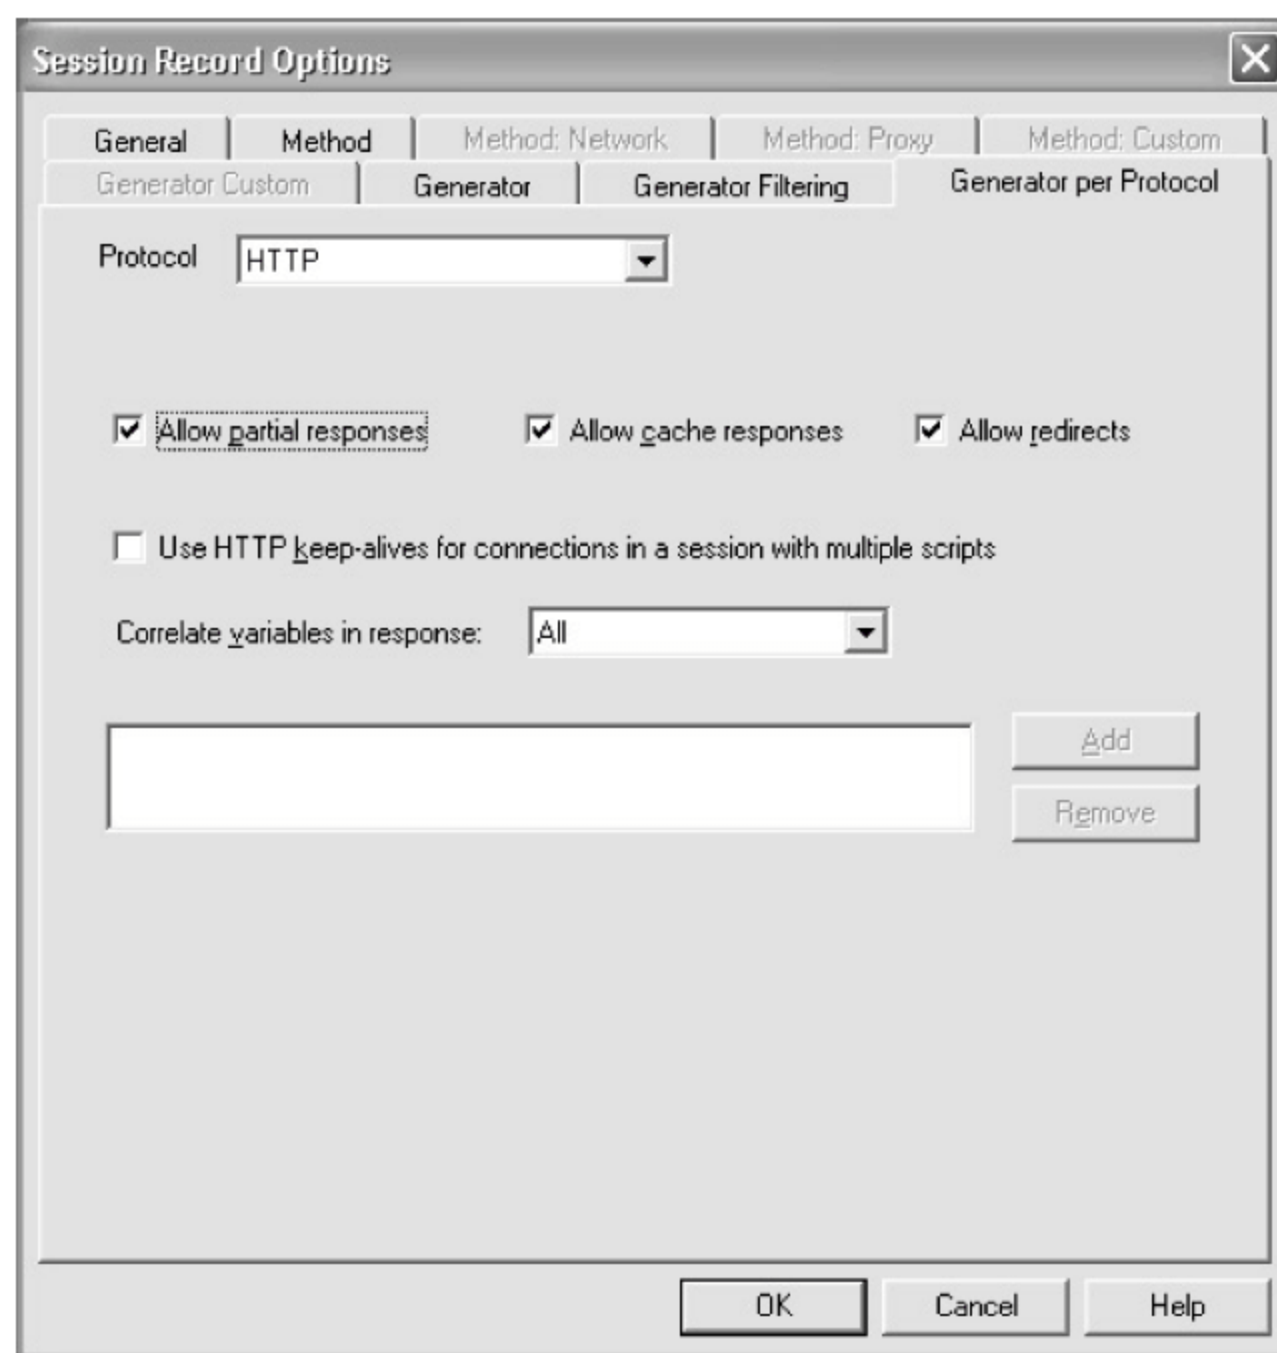 Session Record Options
General Method Method: Network Method: Proxy Method: Custom
Generator Custom Generator Generator Filtering Generator per Protocol
Protocol HTTP
Allow partial responses Allow cache responses Allow redirects
Use HTTP keep-alives for connections in a session with multiple scripts
Correlate variables in response: All
Add
Remove
OK Cancel Help